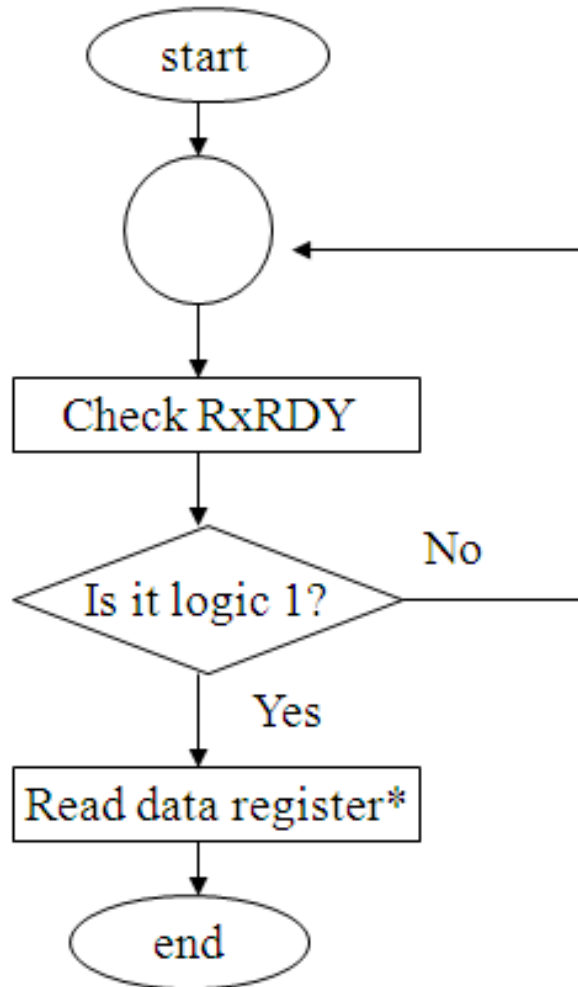 start
Check RxRDY
Is it logic 1?
No
Yes
Read data register*
end